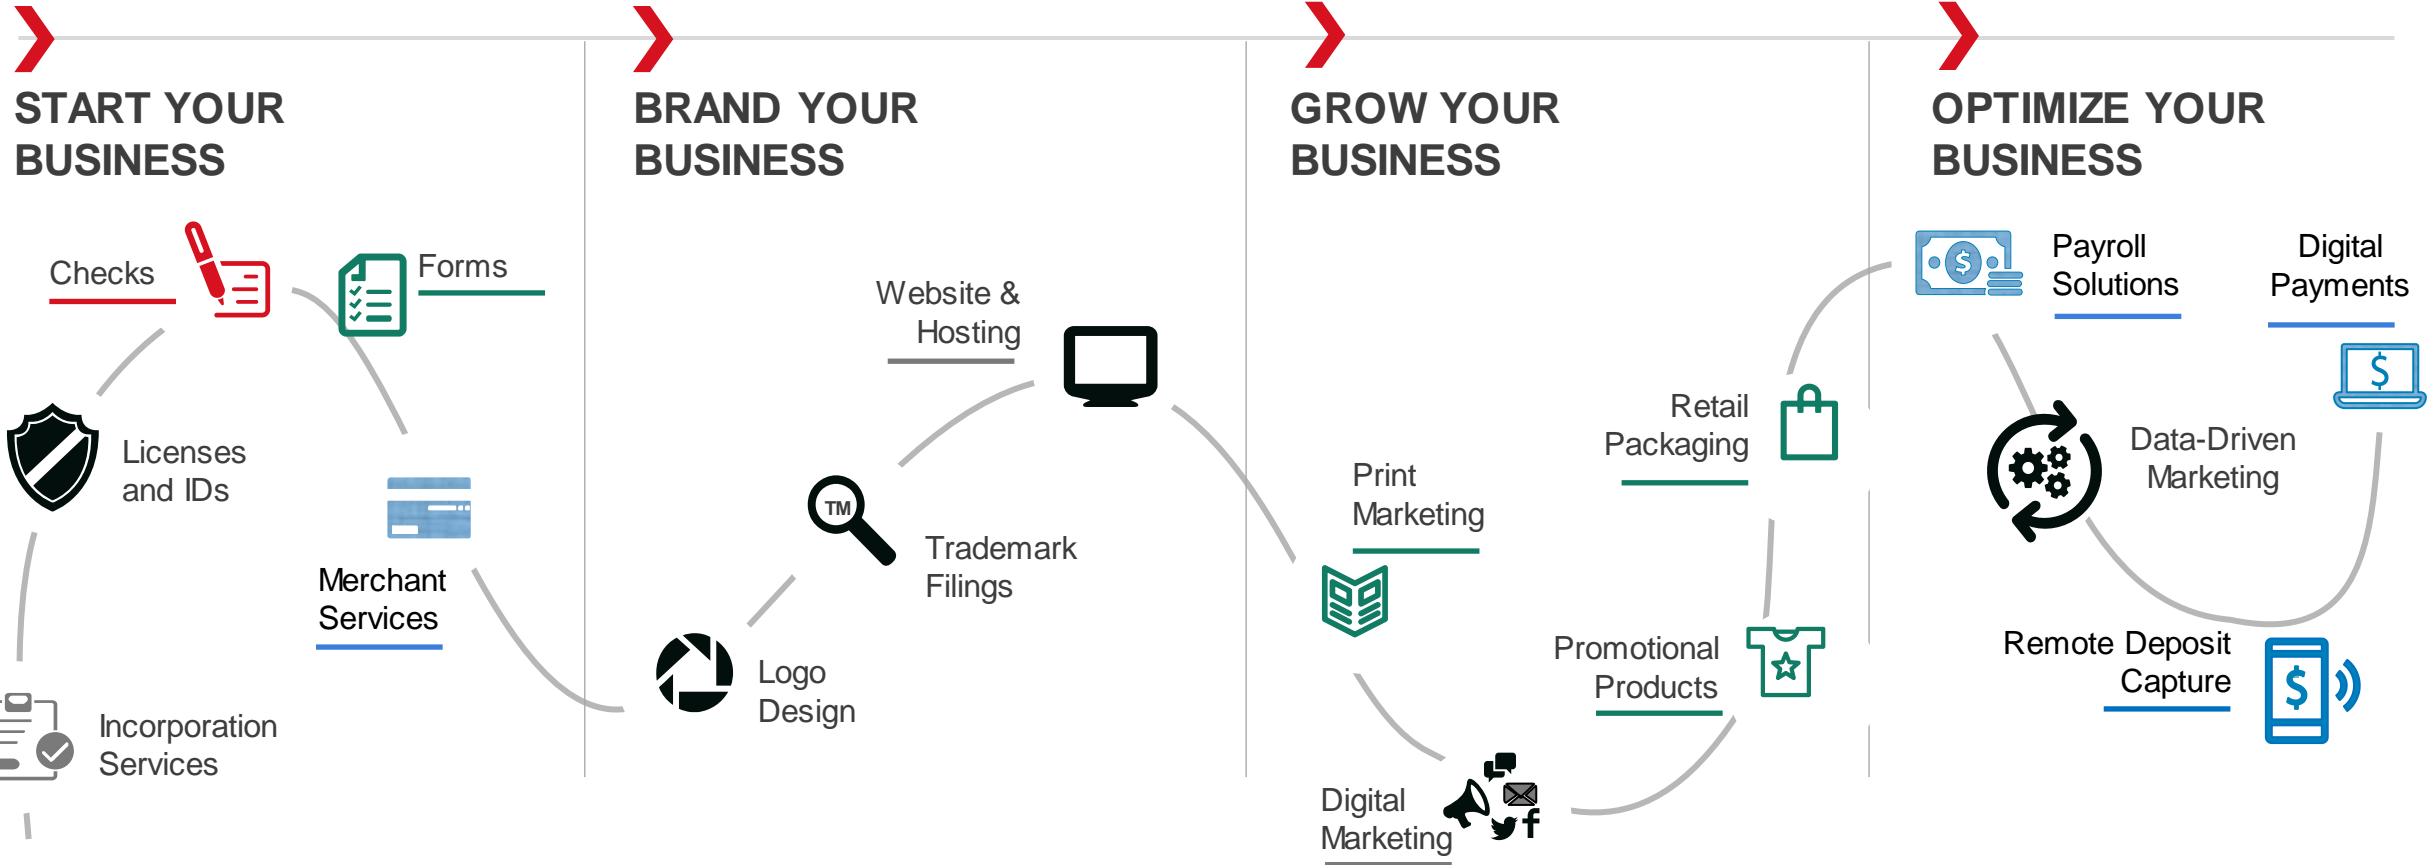 START YOUR
BUSINESS
Checks
Forms
Licenses
and IDs
Merchant
Services
Incorporation
Services
BRAND YOUR
BUSINESS
Website &
Hosting
TM
Trademark
Filings
Logo
Design
GROW YOUR
BUSINESS
Retail
Packaging
Print
Marketing
Promotional
Products
Digital
Marketing
f
OPTIMIZE YOUR
BUSINESS
$
Payroll
Solutions
Digital
Payments
$
Data-Driven
Marketing
Remote Deposit
Capture
$